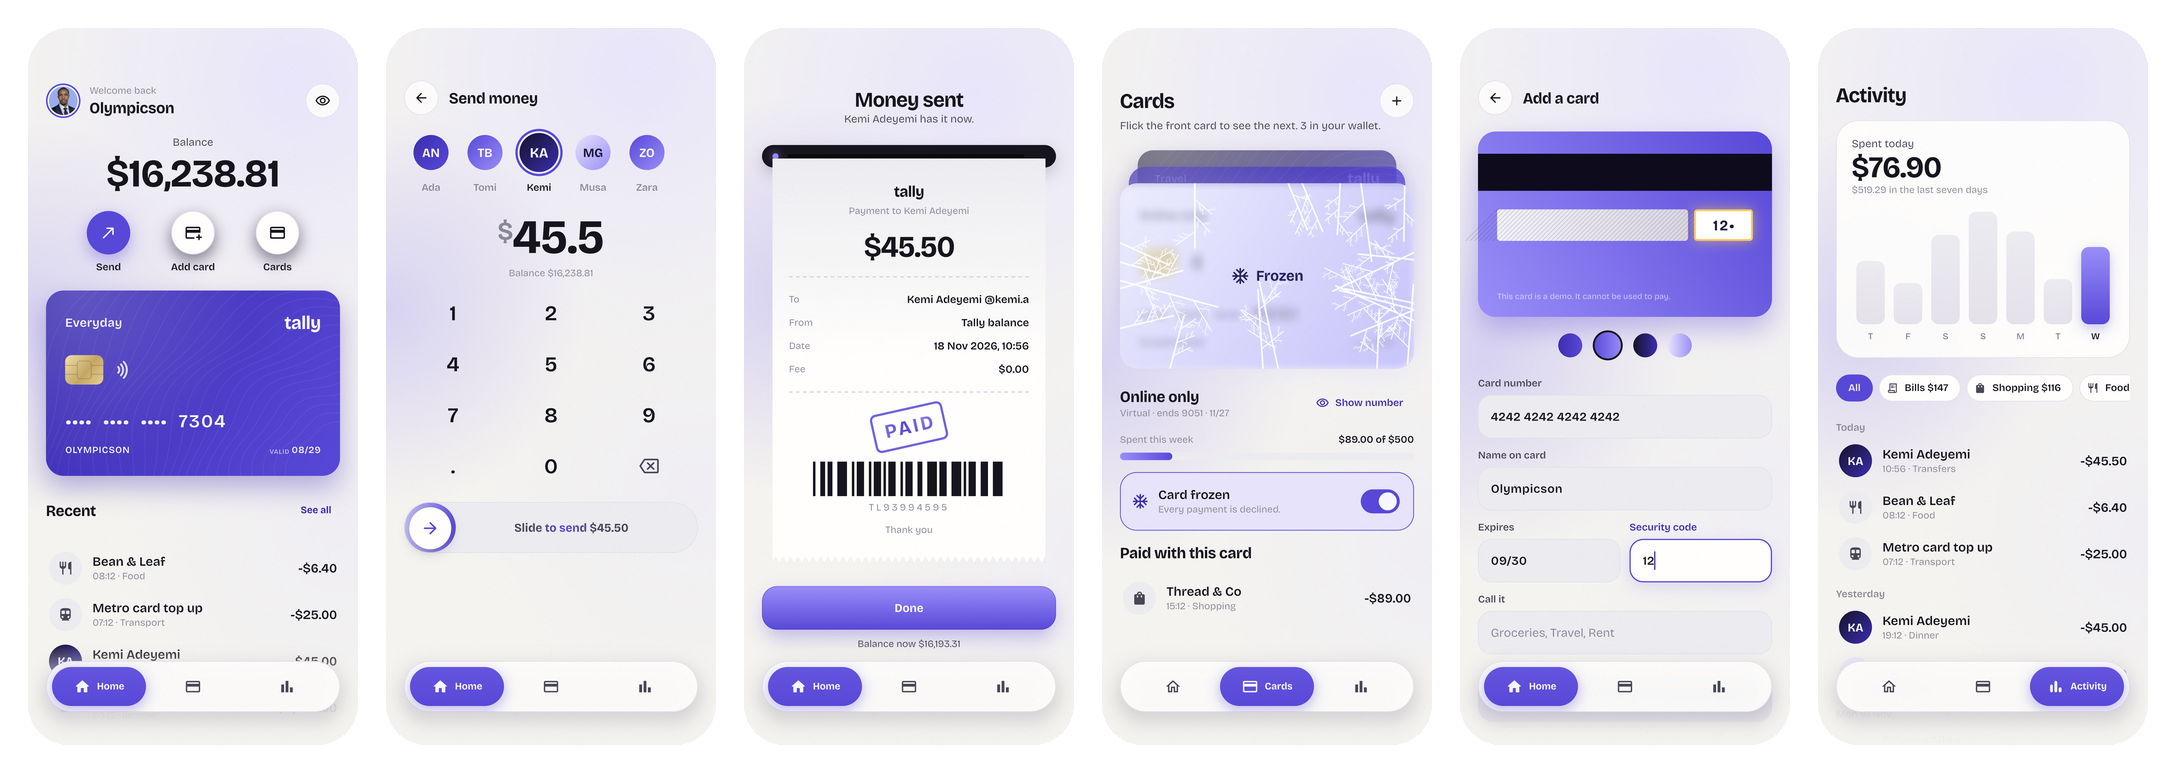 Welcome back
Olympicson
Balance
$16,238.81
Send
Add card
Cards
Everyday
tally
•••• •••• •••• 7304
OLYMPICSON
VALID 08/29
Recent
See all
Bean & Leaf
-$6.40
08:12 · Food
Metro card top up
-$25.00
07:12 · Transport
KA
Kemi Adeyemi
-$45.00
Home
Send money
AN
TB
KA
MG
ZO
Ada
Tomi
Kemi
Musa
Zara
$45.5
Balance $16,238.81
1 2 3
4 5 6
7 8 9
. 0
Slide to send $45.50
Home
Money sent
Kemi Adeyemi has it now.
tally
Payment to Kemi Adeyemi
$45.50
To Kemi Adeyemi @kemi.a
From Tally balance
Date 18 Nov 2026, 10:56
Fee $0.00
PAID
TL93994595
Thank you
Done
Balance now $16,193.31
Home
Cards
Flick the front card to see the next. 3 in your wallet.
Travel
tally
Frozen
Online only
Virtual · ends 9051 · 11/27
Show number
Spent this week
$89.00 of $500
Card frozen
Every payment is declined.
Paid with this card
Thread & Co
-$89.00
15:12 · Shopping
Cards
Add a card
12•
This card is a demo. It cannot be used to pay.
Card number
4242 4242 4242 4242
Name on card
Olympicson
Expires
Security code
09/30
12
Call it
Groceries, Travel, Rent
Home
Activity
Spent today
$76.90
$519.29 in the last seven days
T F S S M T W
All
Bills $147
Shopping $116
Food
Today
KA
Kemi Adeyemi
-$45.50
10:56 · Transfers
Bean & Leaf
-$6.40
08:12 · Food
Metro card top up
-$25.00
07:12 · Transport
Yesterday
KA
Kemi Adeyemi
-$45.00
19:12 · Dinner
Activity